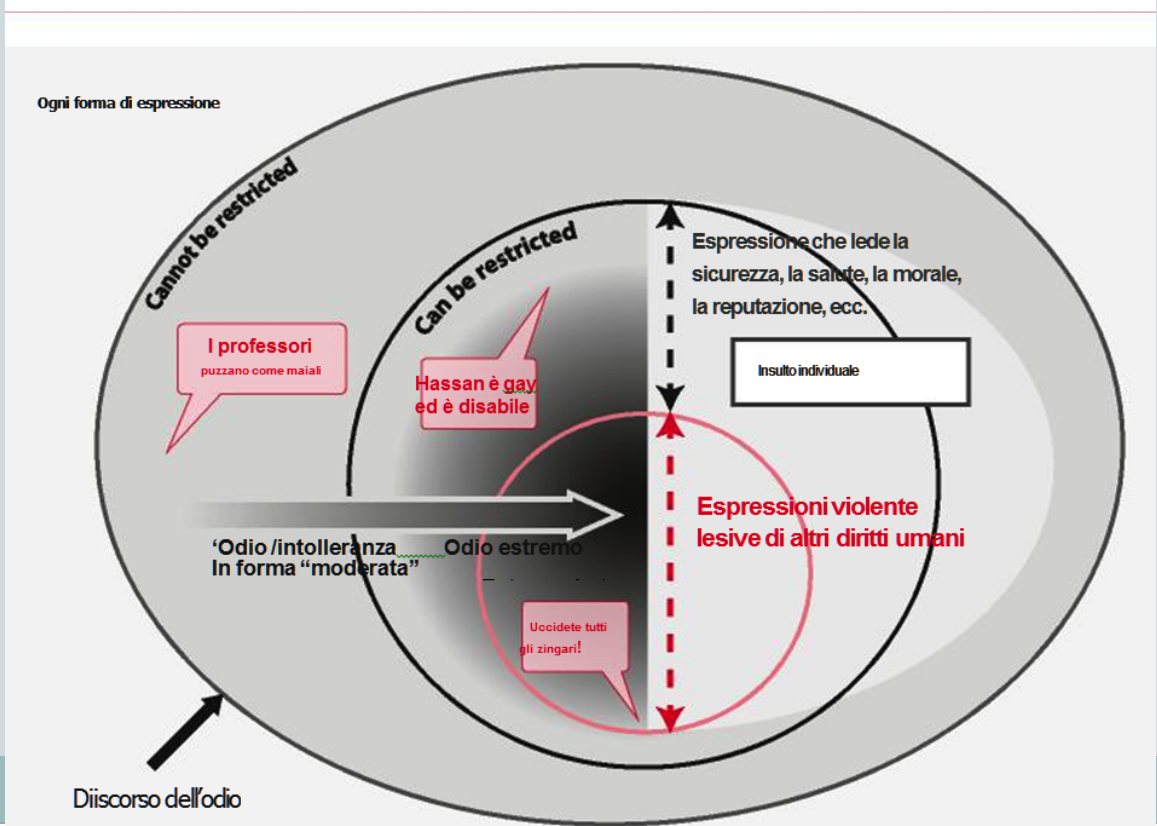 Ogni forma di espressione
Cannot be restricted
Can be restricted
Espressione che lede la
sicurezza, la salute, la morale,
la reputazione, ecc.
I professori
puzzano come maiali
Hassan è gay
ed è disabile
Insulto individuale
Espressioni violente
lesive di altri diritti umani
‘Odio /intolleranza Odio estremo
In forma “moderata”
Uccidete tutti
gli zingari!
Diiscorso dell’odio